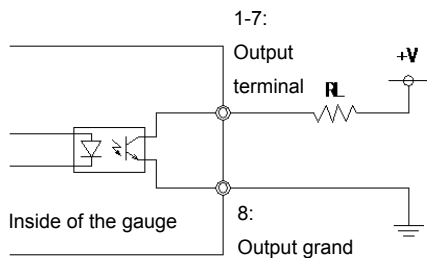 1-7:
Output
terminal
RL
+V
Inside of the gauge
8:
Output grand